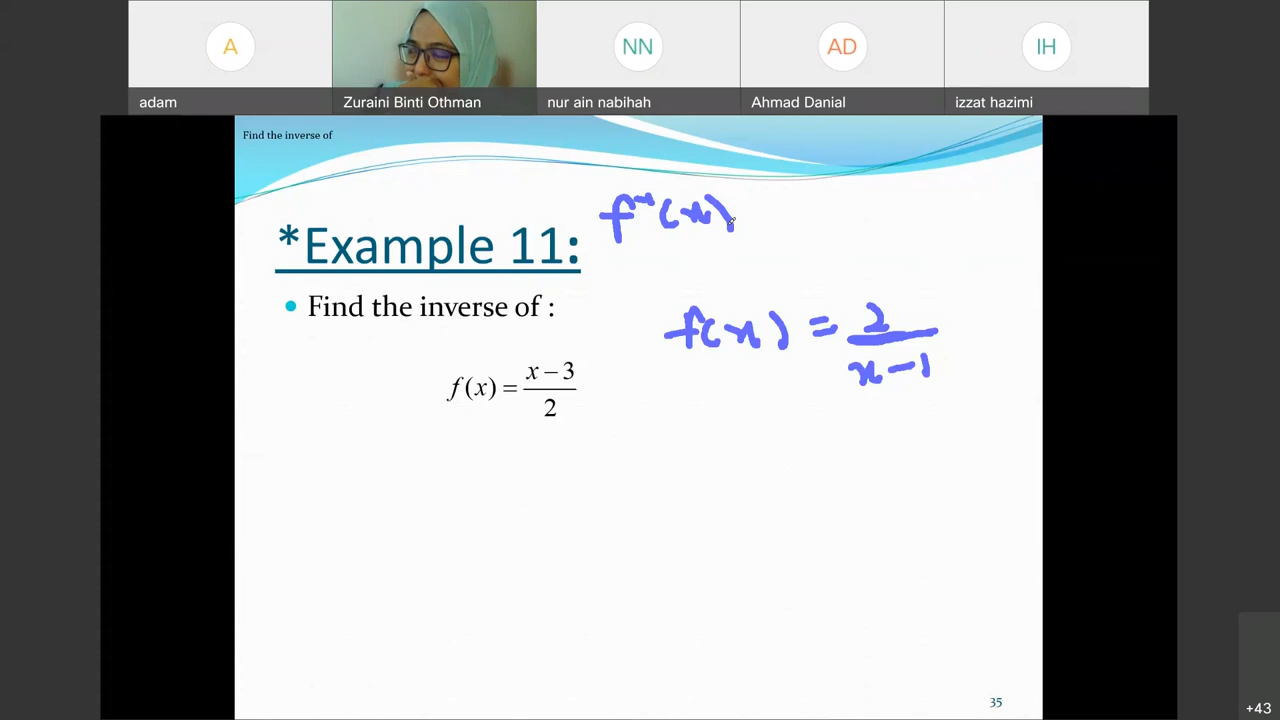 A NN AD IH
adam Zuraini Binti Othman nur ain nabihah Ahmad Danial izzat hazimi
Find the inverse of
f⁻¹(x)
*Example 11:
Find the inverse of :
f(x) = 2/(x-1)
f(x) = (x − 3)/2
35
+43